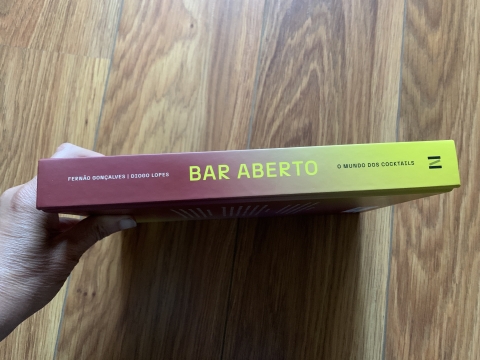 FERNÃO GONÇALVES | DIOGO LOPES BAR ABERTO O MUNDO DOS COCKTAILS